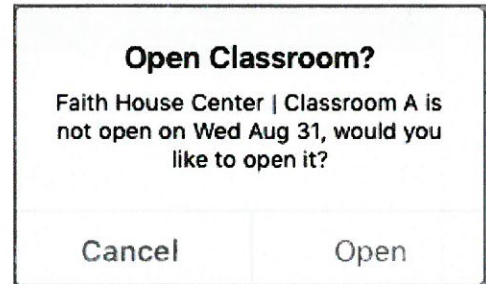 Open Classroom?
Faith House Center | Classroom A is
not open on Wed Aug 31, would you
like to open it?
Cancel
Open